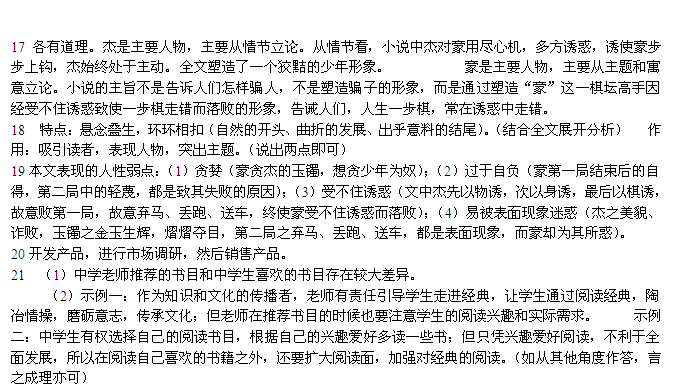 17 各有道理。杰是主要人物，主要从情节立论。从情节看，小说中杰对蒙用尽心机，多方诱惑，诱使蒙步
步上钩，杰始终处于主动。全文塑造了一个狡黠的少年形象。 蒙是主要人物，主要从主题和寓
意立论。小说的主旨不是告诉人们怎样骗人，不是塑造骗子的形象，而是通过塑造“蒙”这一棋坛高手因
经受不住诱惑致使一步棋走错而落败的形象，告诫人们，人生一步棋，常在诱惑中走错。
18 特点：悬念叠生，环环相扣（自然的开头、曲折的发展、出乎意料的结尾）。（结合全文展开分析） 作
用：吸引读者，表现人物，突出主题。（说出两点即可）
19 本文表现的人性弱点：（1）贪婪（蒙贪杰的玉镯，想贪少年为奴）；（2）过于自负（蒙第一局结束后的自
得，第二局中的轻蔑，都是致其失败的原因）；（3）受不住诱惑（文中杰先以物诱，次以身诱，最后以棋诱，
故意败第一局，故意弃马、丢跑、送车，终使蒙受不住诱惑而落败）；（4）易被表面现象迷惑（杰之美貌、
诈败，玉镯之金玉生辉，熠熠夺目，第二局之弃马、丢跑、送车，都是表面现象，而蒙却为其所惑）。
20 开发产品，进行市场调研，然后销售产品。
21 （1）中学老师推荐的书目和中学生喜欢的书目存在较大差异。
（2）示例一：作为知识和文化的传播者，老师有责任引导学生走进经典，让学生通过阅读经典，陶
冶情操，磨砺意志，传承文化；但老师在推荐书目的时候也要注意学生的阅读兴趣和实际需求。 示例
二：中学生有权选择自己的阅读书目，根据自己的兴趣爱好多读一些书；但只凭兴趣爱好阅读，不利于全
面发展，所以在阅读自己喜欢的书籍之外，还要扩大阅读面，加强对经典的阅读。（如从其他角度作答，言
之成理亦可）